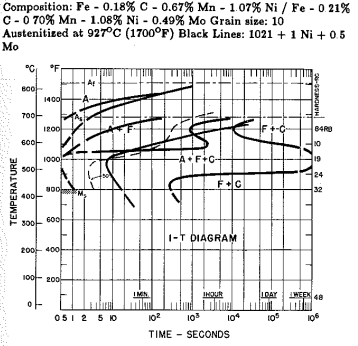 Composition: Fe - 0.18% C - 0.67% Mn - 1.07% Ni / Fe - 0.21%
C - 0.70% Mn - 1.08% Ni - 0.49% Mo Grain size: 10
Austenitized at 927°C (1700°F) Black Lines: 1021 + 1 Ni + 0.5
Mo
°C
°F
800
700
600
500
400
300
200
100
0
1400
1200
1000
800
600
400
200
Af
A
As
A + F
F + C
A + F + C
50%
Ms
F + C
I-T DIAGRAM
HARDNESS-RC
84RB
10
19
24
32
48
1 MIN.
1 HOUR
1 DAY
1 WEEK
0.5 1 2 5 10 10² 10³ 10⁴ 10⁵ 10⁶
TEMPERATURE
TIME - SECONDS